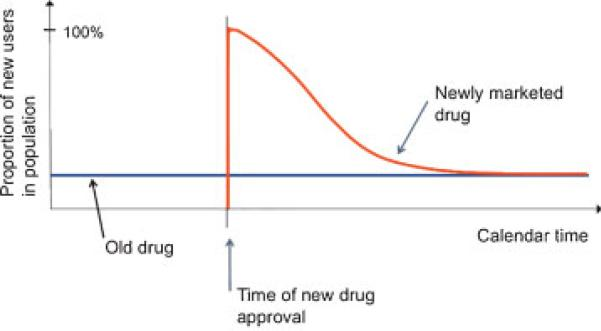 Proportion of new users
in population
100%
Newly marketed
drug
Calendar time
Old drug
Time of new drug
approval